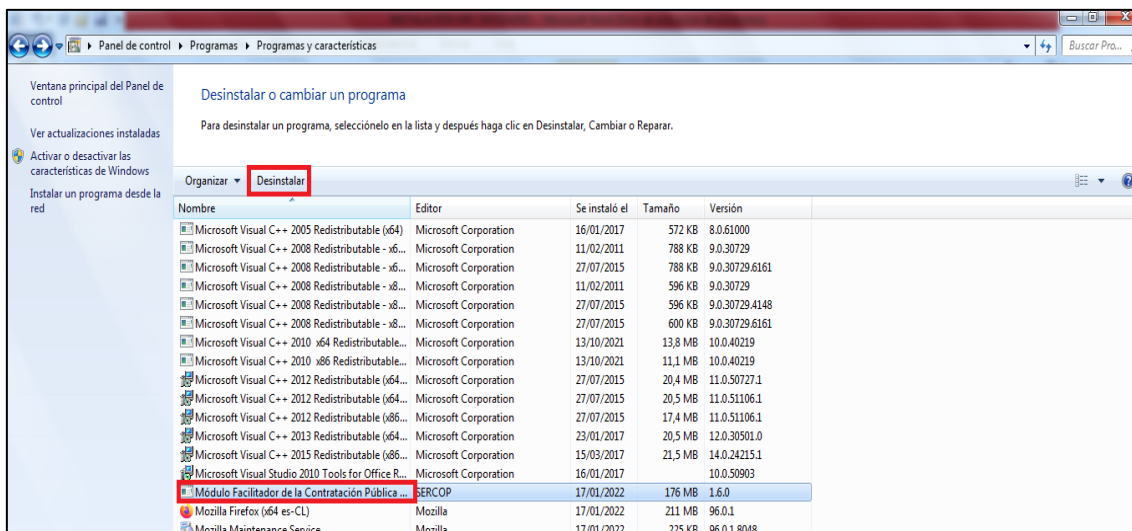 Panel de control ▸ Programas ▸ Programas y características
Buscar Pro...
Ventana principal del Panel de
control
Ver actualizaciones instaladas
Activar o desactivar las
características de Windows
Instalar un programa desde la
red
Desinstalar o cambiar un programa
Para desinstalar un programa, selecciónelo en la lista y después haga clic en Desinstalar, Cambiar o Reparar.
Organizar Desinstalar
Nombre Editor Se instaló el Tamaño Versión
Microsoft Visual C++ 2005 Redistributable (x64) Microsoft Corporation 16/01/2017 572 KB 8.0.61000
Microsoft Visual C++ 2008 Redistributable - x6... Microsoft Corporation 11/02/2011 788 KB 9.0.30729
Microsoft Visual C++ 2008 Redistributable - x6... Microsoft Corporation 27/07/2015 788 KB 9.0.30729.6161
Microsoft Visual C++ 2008 Redistributable - x8... Microsoft Corporation 11/02/2011 596 KB 9.0.30729
Microsoft Visual C++ 2008 Redistributable - x8... Microsoft Corporation 27/07/2015 596 KB 9.0.30729.4148
Microsoft Visual C++ 2008 Redistributable - x8... Microsoft Corporation 27/07/2015 600 KB 9.0.30729.6161
Microsoft Visual C++ 2010 x64 Redistributable... Microsoft Corporation 13/10/2021 13,8 MB 10.0.40219
Microsoft Visual C++ 2010 x86 Redistributable... Microsoft Corporation 13/10/2021 11,1 MB 10.0.40219
Microsoft Visual C++ 2012 Redistributable (x64... Microsoft Corporation 27/07/2015 20,4 MB 11.0.50727.1
Microsoft Visual C++ 2012 Redistributable (x64... Microsoft Corporation 27/07/2015 20,5 MB 11.0.51106.1
Microsoft Visual C++ 2012 Redistributable (x86... Microsoft Corporation 27/07/2015 17,4 MB 11.0.51106.1
Microsoft Visual C++ 2013 Redistributable (x64... Microsoft Corporation 23/01/2017 20,5 MB 12.0.30501.0
Microsoft Visual C++ 2015 Redistributable (x86... Microsoft Corporation 15/03/2017 21,5 MB 14.0.24215.1
Microsoft Visual Studio 2010 Tools for Office R... Microsoft Corporation 16/01/2017 10.0.50903
Módulo Facilitador de la Contratación Pública ... SERCOP 17/01/2022 176 MB 1.6.0
Mozilla Firefox (x64 es-CL) Mozilla 17/01/2022 211 MB 96.0.1
Mozilla Maintenance Service Mozilla 17/01/2022 225 KB 96.0.1.8048